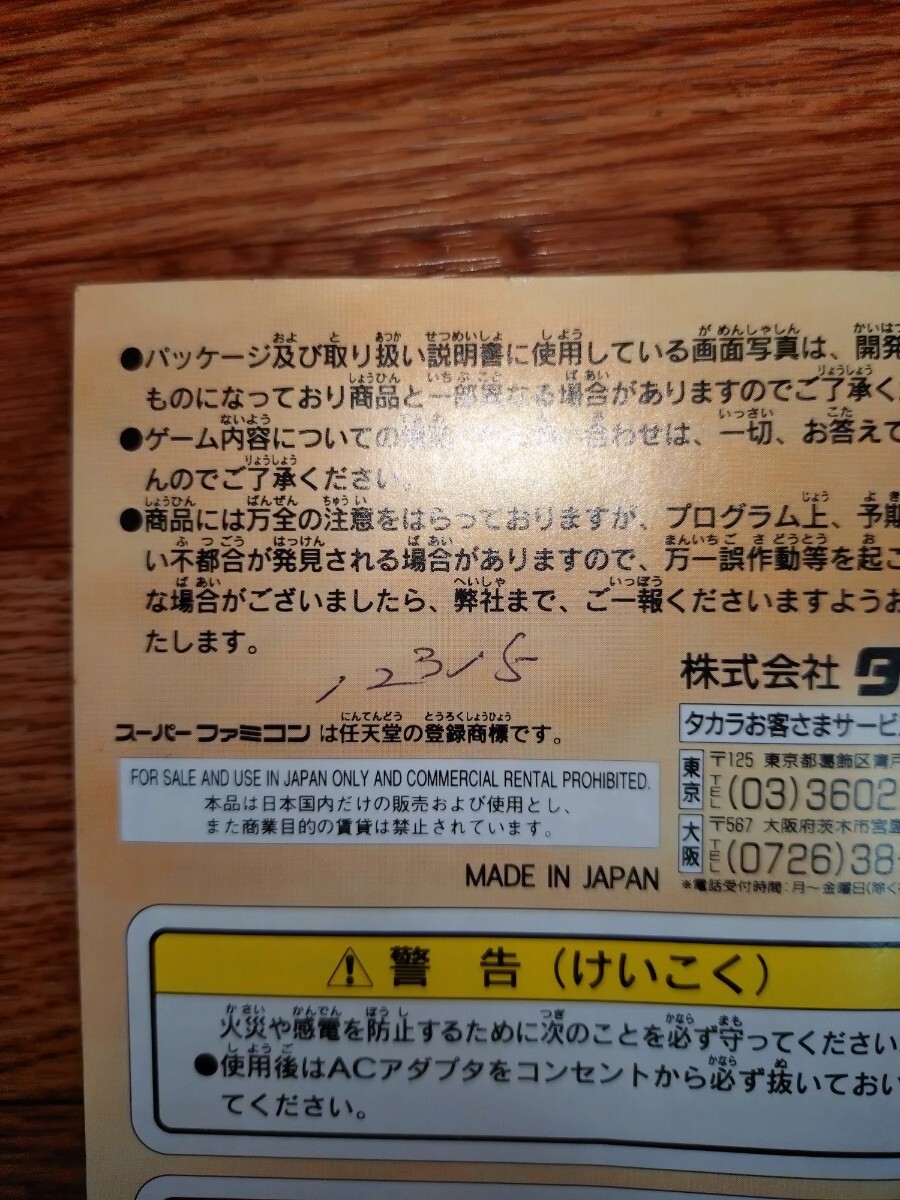 ●パッケージ及び取り扱い説明書に使用している画面写真は、開発
ものになっており商品と一部異なる場合がありますのでご了承く
●ゲーム内容についての わせは、一切、お答えて
んのでご了承ください。
●商品には万全の注意をはらっておりますが、プログラム上、予期
い不都合が発見される場合がありますので、万一誤作動等を起こ
な場合がございましたら、弊社まで、ご一報くださいますようお
たします。
株式会社 タ
スーパーファミコンは任天堂の登録商標です。
タカラお客さまサービ
FOR SALE AND USE IN JAPAN ONLY AND COMMERCIAL RENTAL PROHIBITED.
本品は日本国内だけの販売および使用とし、
また商業目的の賃貸は禁止されています。
MADE IN JAPAN
東京 〒125 東京都葛飾区青戸
TEL (03)3602
大阪 〒567 大阪府茨木市宮島
TEL (0726)38-
※電話受付時間:月～金曜日(除く
⚠警 告(けいこく)
火災や感電を防止するために次のことを必ず守ってください
●使用後はACアダプタをコンセントから必ず抜いておい
てください。